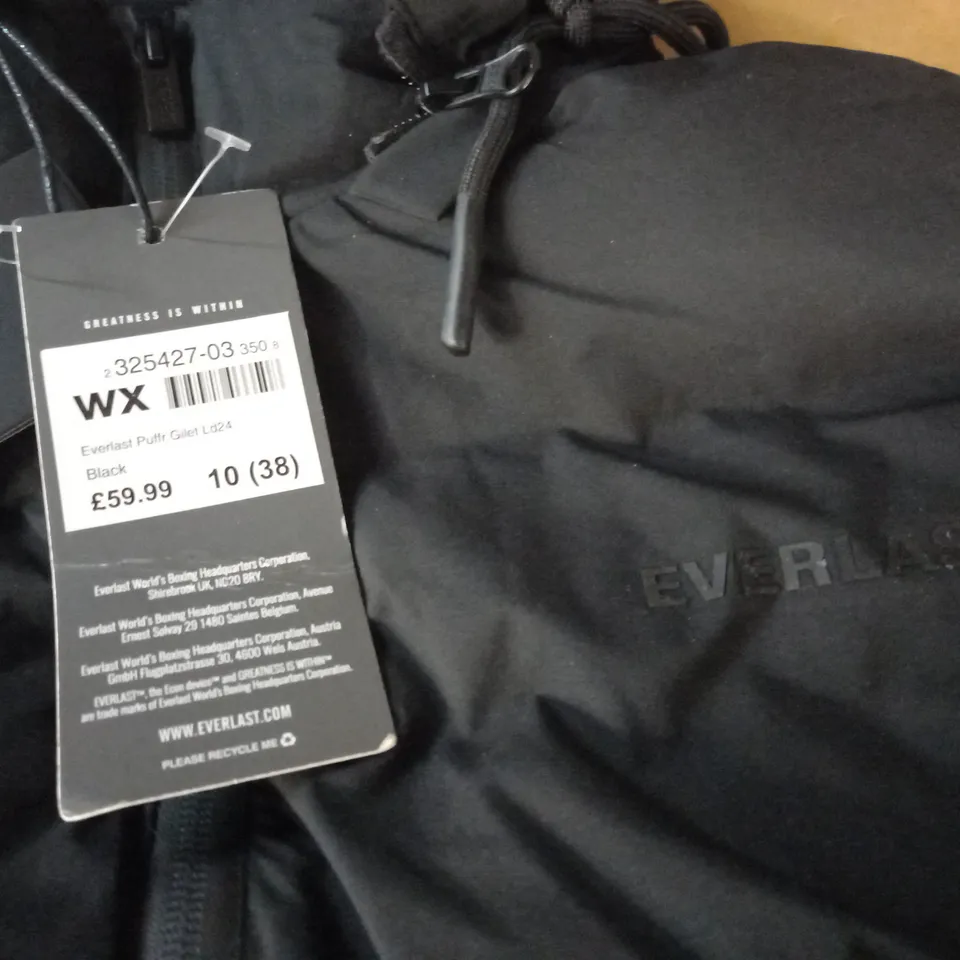 GREATNESS IS WITHIN
2 325427-03 350 8
WX
Everlast Puffr Gilet Ld24
Black
£59.99 10 (38)
Everlast World's Boxing Headquarters Corporation,
Shirebrook UK, NG20 8RY.
Everlast World's Boxing Headquarters Corporation, Avenue
Ernest Solvay 29 1480 Saintes Belgium.
Everlast World's Boxing Headquarters Corporation, Austria
GmbH Flugplatzstrasse 30, 4600 Wels Austria.
EVERLAST™, the Econ device™ and GREATNESS IS WITHIN™
are trade marks of Everlast World's Boxing Headquarters Corporation.
WWW.EVERLAST.COM
PLEASE RECYCLE ME
EVERLAS